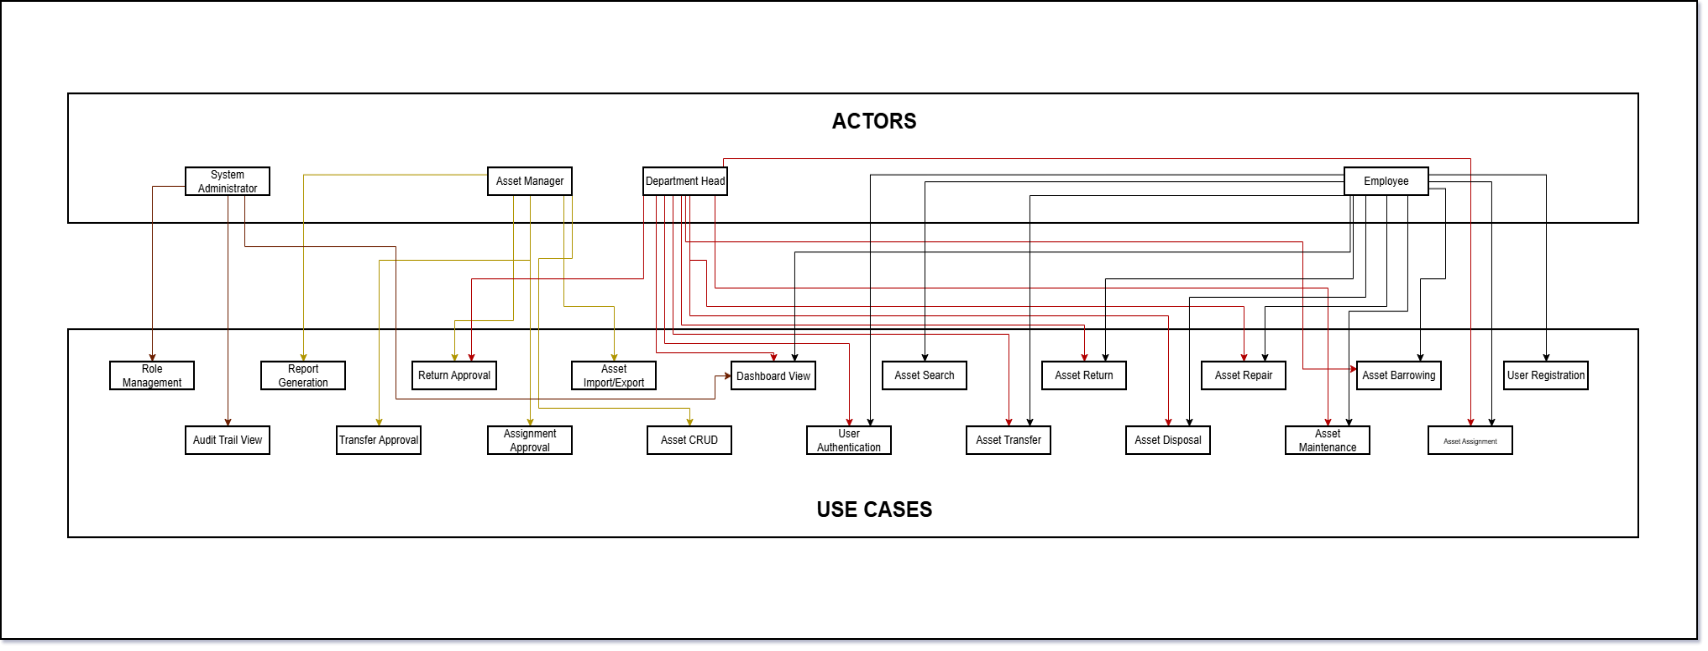 ACTORS
System
Administrator
Asset Manager
Department Head
Employee
Role
Management
Report
Generation
Return Approval
Asset
Import/Export
Dashboard View
Asset Search
Asset Return
Asset Repair
Asset Barrowing
User Registration
Audit Trail View
Transfer Approval
Assignment
Approval
Asset CRUD
User
Authentication
Asset Transfer
Asset Disposal
Asset
Maintenance
Asset Assignment
USE CASES